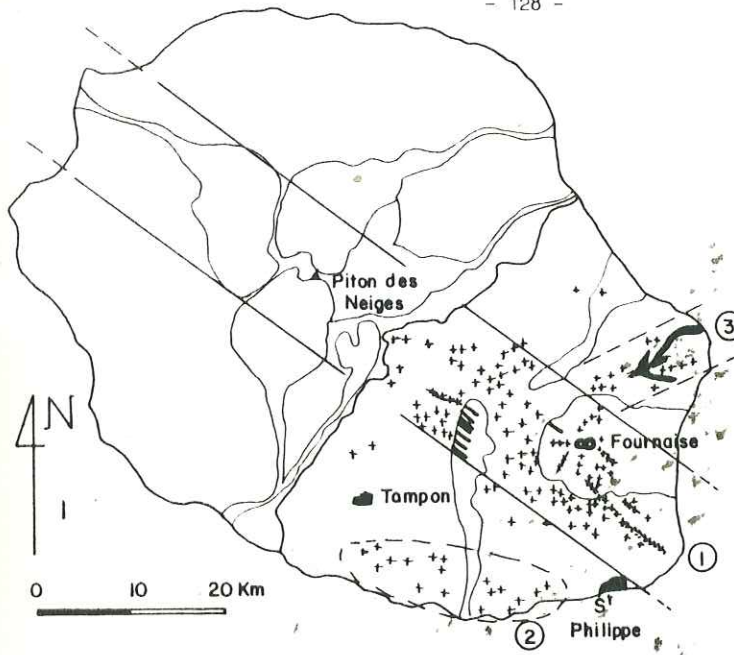 - 128 -
Piton des
Neiges
③
Fournaise
N
Tampon
①
0 10 20 Km
St
Philippe
②